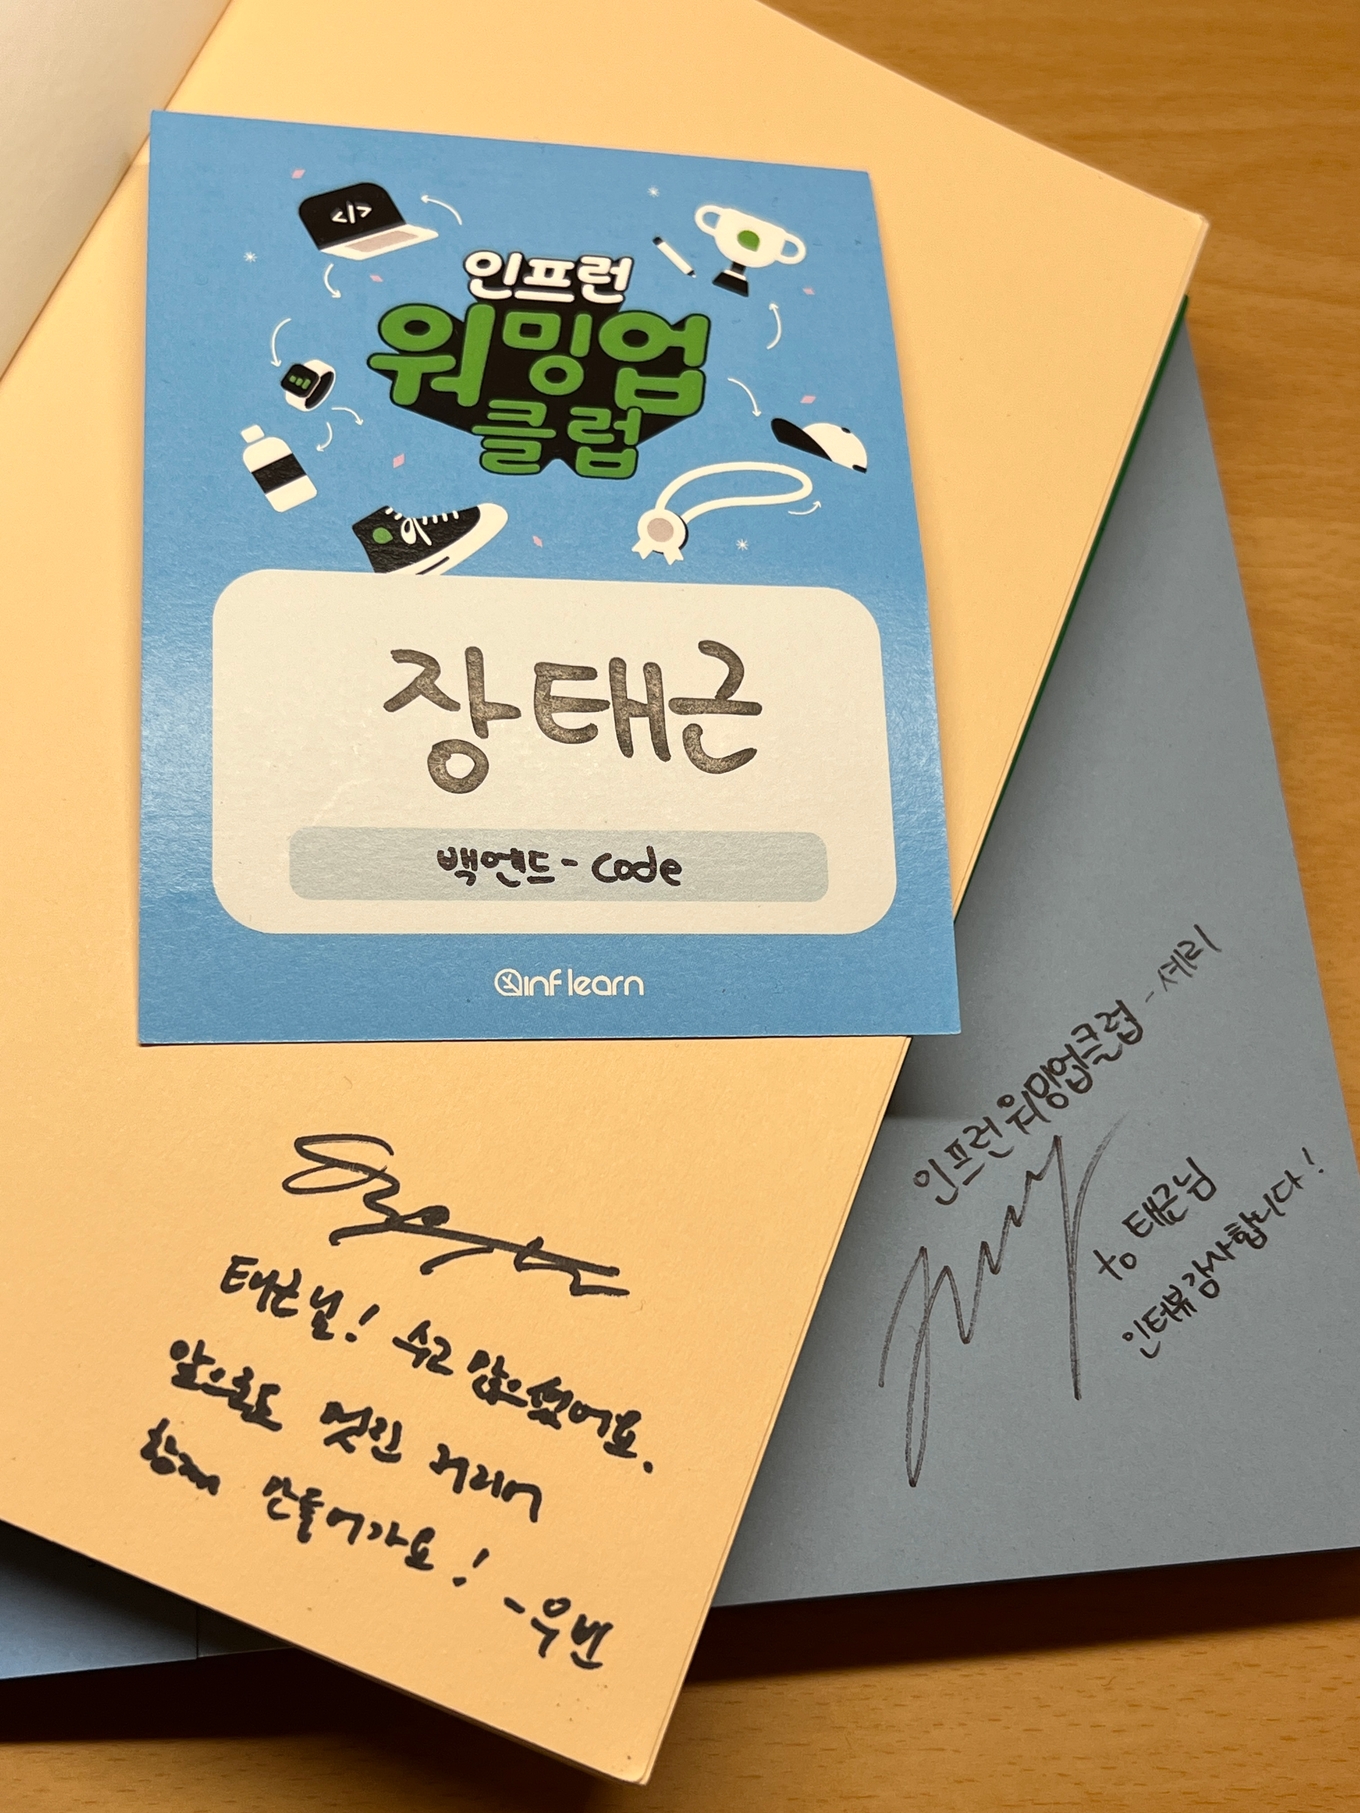 </>
인프런
워밍업
클럽
장태근
백엔드 - Code
inflearn
태근님! 수고 많으셨어요.
앞으로도 멋진 커리어
함께 만들어가요!
- 우빈
인프런 워밍업클럽 - 셰리
to 태근님
인터뷰 감사합니다!